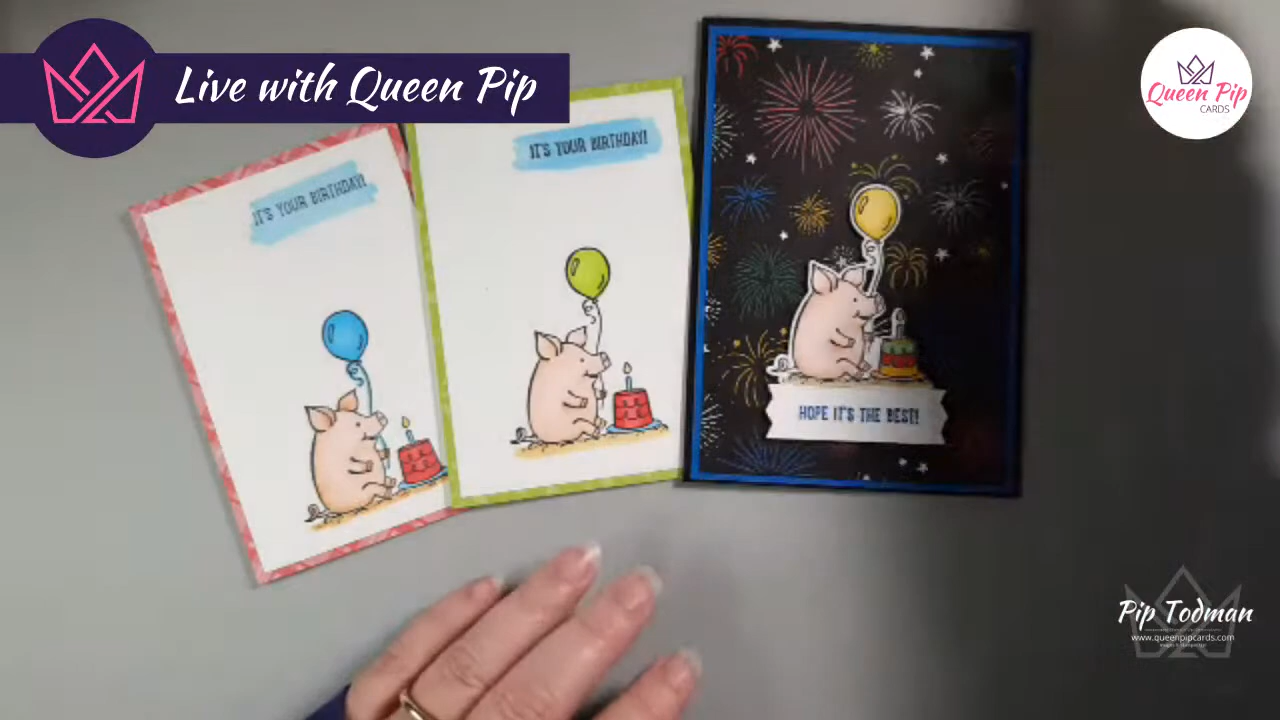 Live with Queen Pip
Queen Pip
CARDS
IT'S YOUR BIRTHDAY!
IT'S YOUR BIRTHDAY!
HOPE IT'S THE BEST!
Pip Todman
www.queenpipcards.com